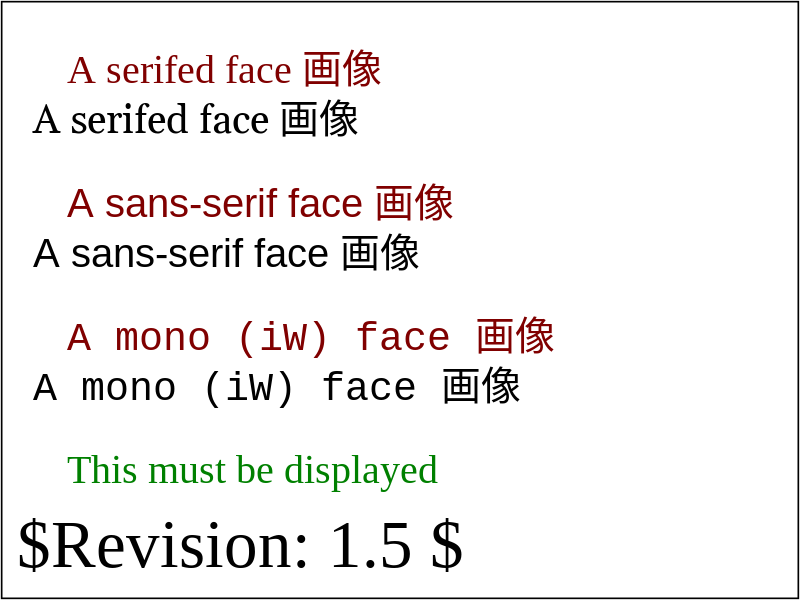 A serifed face 画像
A serifed face 画像
A sans-serif face 画像
A sans-serif face 画像
A mono (iW) face 画像
A mono (iW) face 画像
This must be displayed
$Revision: 1.5 $